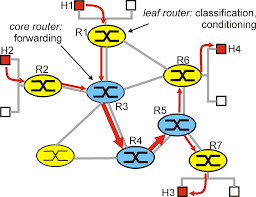 H1
leaf router: classification,
conditioning
R1
core router:
forwarding
H2
R2
R3
R6
H4
R5
R4
R7
H3